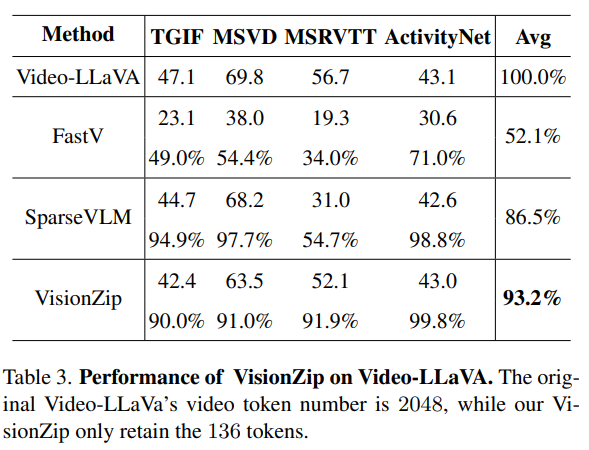 Method TGIF MSVD MSRVTT ActivityNet Avg
Video-LLaVA 47.1 69.8 56.7 43.1 100.0%
FastV 23.1 38.0 19.3 30.6 52.1%
49.0% 54.4% 34.0% 71.0%
SparseVLM 44.7 68.2 31.0 42.6 86.5%
94.9% 97.7% 54.7% 98.8%
VisionZip 42.4 63.5 52.1 43.0 93.2%
90.0% 91.0% 91.9% 99.8%
Table 3. Performance of VisionZip on Video-LLaVA. The orig-
inal Video-LLaVa's video token number is 2048, while our Vi-
sionZip only retain the 136 tokens.